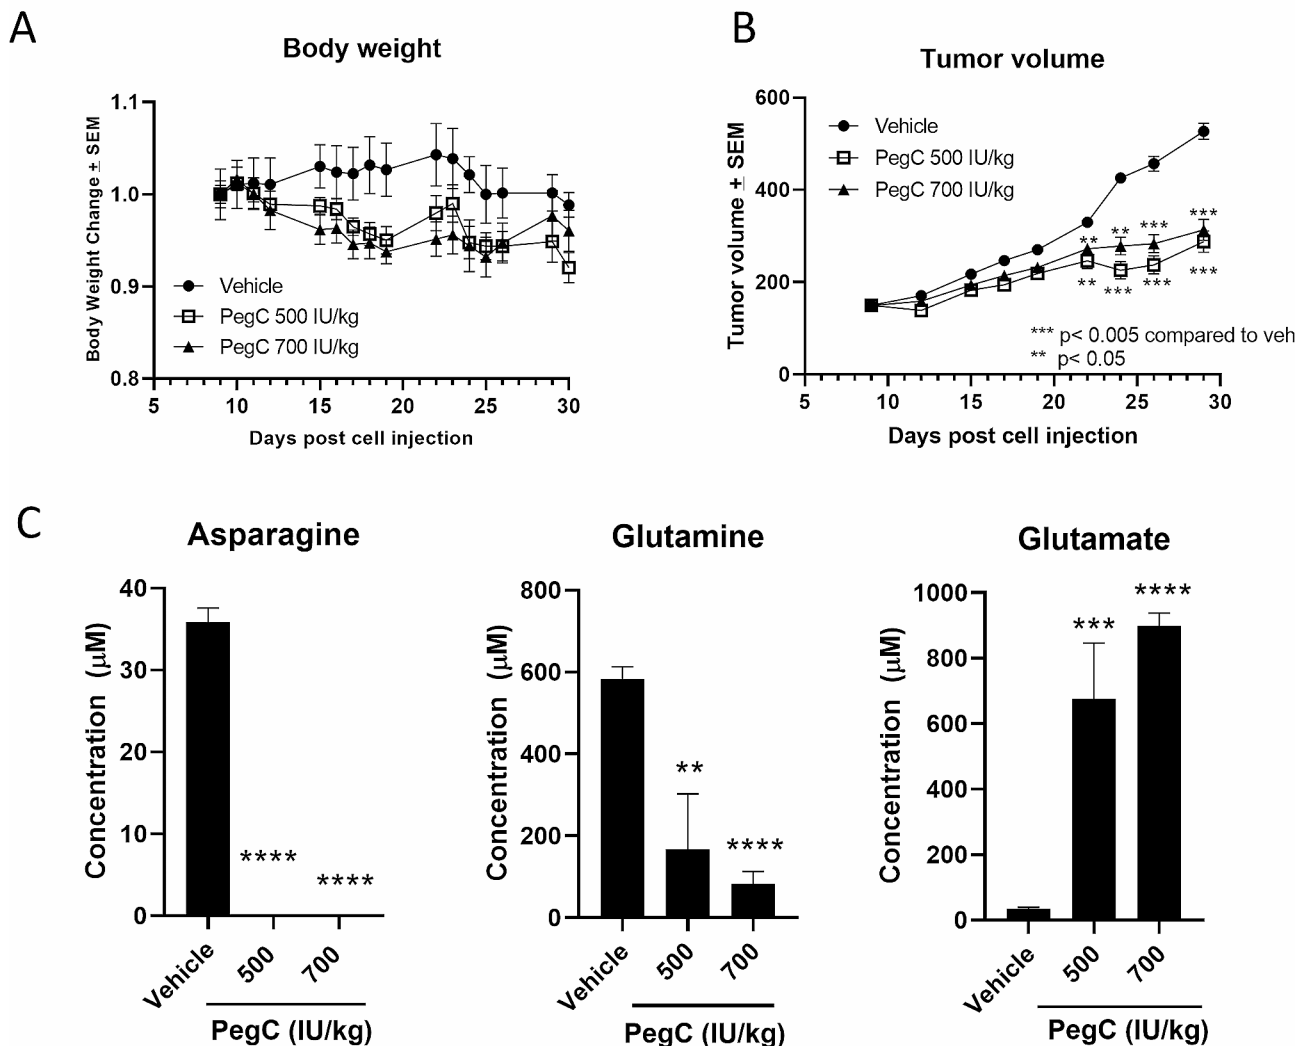 A
Body weight
Body Weight Change ± SEM
1.1
1.0
0.9
0.8
Vehicle
PegC 500 IU/kg
PegC 700 IU/kg
5 10 15 20 25 30
Days post cell injection
B
Tumor volume
Tumor volume ± SEM
600
400
200
0
Vehicle
PegC 500 IU/kg
PegC 700 IU/kg
** ** *** ***
** *** *** ***
*** p< 0.005 compared to veh
** p< 0.05
5 10 15 20 25 30
Days post cell injection
C
Asparagine
Concentration (μM)
40
30
20
10
0
**** ****
Vehicle 500 700
PegC (IU/kg)
Glutamine
Concentration (μM)
800
600
400
200
0
** ****
Vehicle 500 700
PegC (IU/kg)
Glutamate
Concentration (μM)
1000
800
600
400
200
0
*** ****
Vehicle 500 700
PegC (IU/kg)